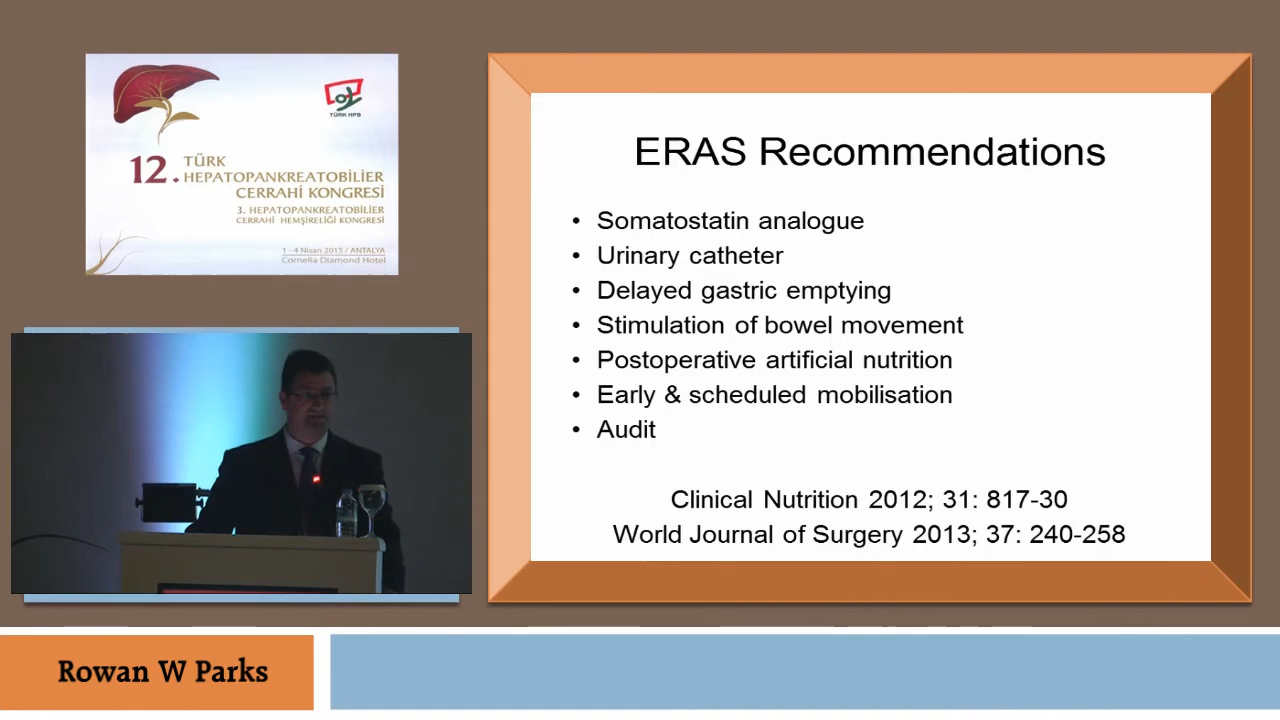 TÜRK HPB
12. TÜRK
HEPATOPANKREATOBİLİER
CERRAHİ KONGRESİ
3. HEPATOPANKREATOBİLİER
CERRAHİ HEMŞİRELİĞİ KONGRESİ
1 - 4 Nisan 2015 / ANTALYA
Cornelia Diamond Hotel
ERAS Recommendations
• Somatostatin analogue
• Urinary catheter
• Delayed gastric emptying
• Stimulation of bowel movement
• Postoperative artificial nutrition
• Early & scheduled mobilisation
• Audit
Clinical Nutrition 2012; 31: 817-30
World Journal of Surgery 2013; 37: 240-258
Rowan W Parks